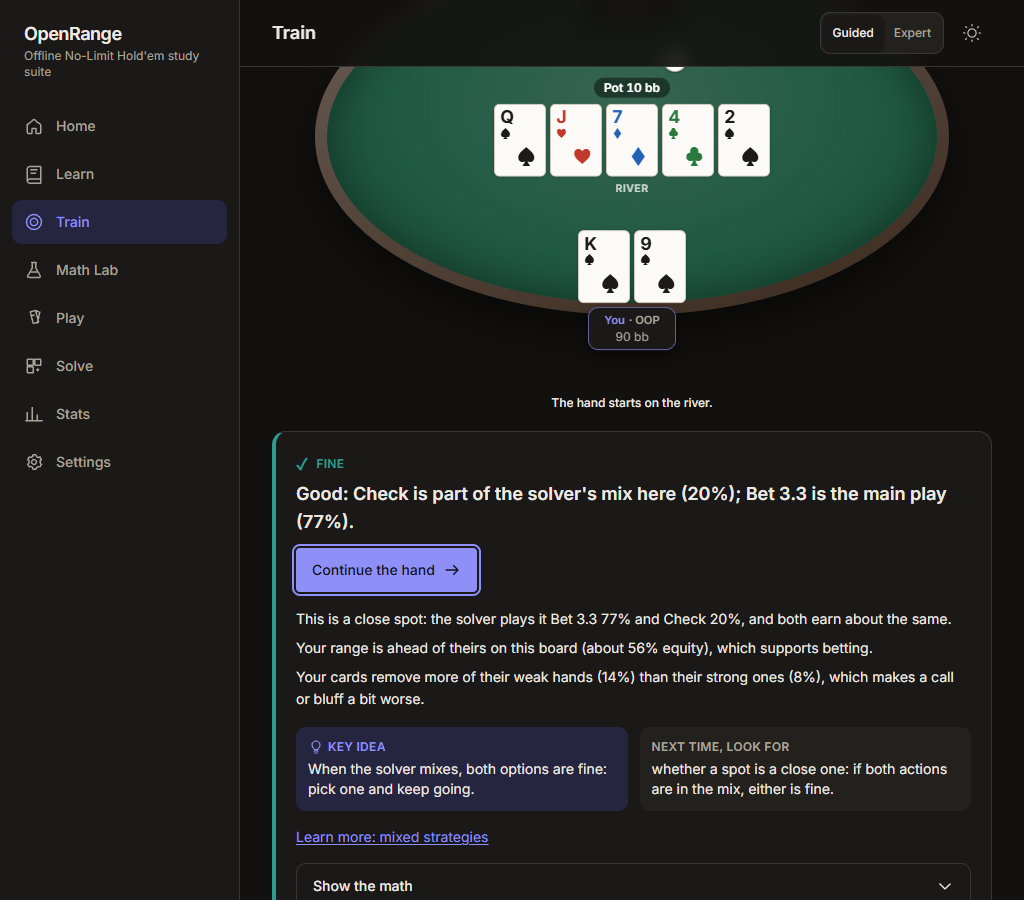 OpenRange
Offline No-Limit Hold'em study
suite
Home
Learn
Train
Math Lab
Play
Solve
Stats
Settings
Train
Guided
Expert
Pot 10 bb
Q
J
7
4
2
RIVER
K
9
You · OOP
90 bb
The hand starts on the river.
FINE
Good: Check is part of the solver's mix here (20%); Bet 3.3 is the main play
(77%).
Continue the hand →
This is a close spot: the solver plays it Bet 3.3 77% and Check 20%, and both earn about the same.
Your range is ahead of theirs on this board (about 56% equity), which supports betting.
Your cards remove more of their weak hands (14%) than their strong ones (8%), which makes a call
or bluff a bit worse.
KEY IDEA
When the solver mixes, both options are fine:
pick one and keep going.
NEXT TIME, LOOK FOR
whether a spot is a close one: if both actions
are in the mix, either is fine.
Learn more: mixed strategies
Show the math